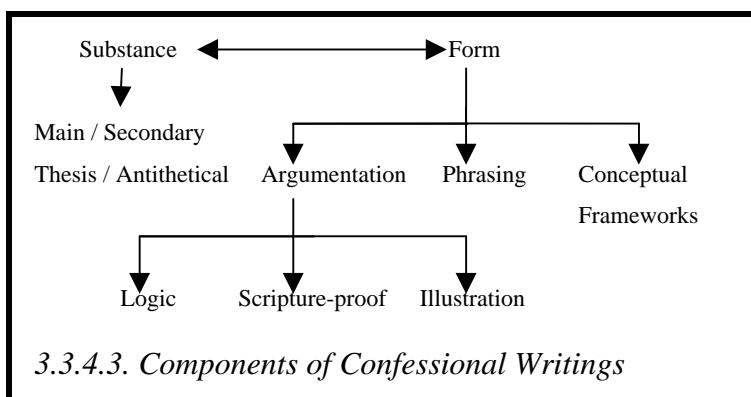 Substance Form
Main / Secondary
Thesis / Antithetical Argumentation Phrasing Conceptual
Frameworks
Logic Scripture-proof Illustration
3.3.4.3. Components of Confessional Writings